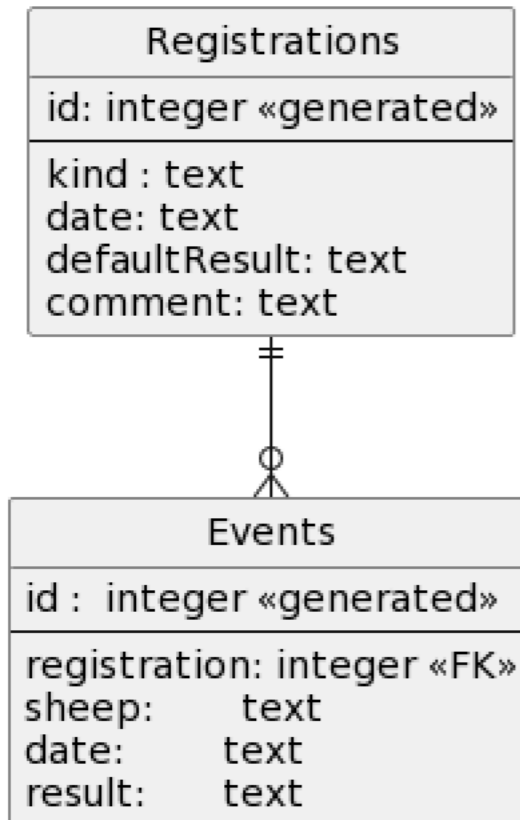 Registrations
id: integer «generated»
kind : text
date: text
defaultResult: text
comment: text
Events
id :  integer «generated»
registration: integer «FK»
sheep:        text
date:         text
result:       text